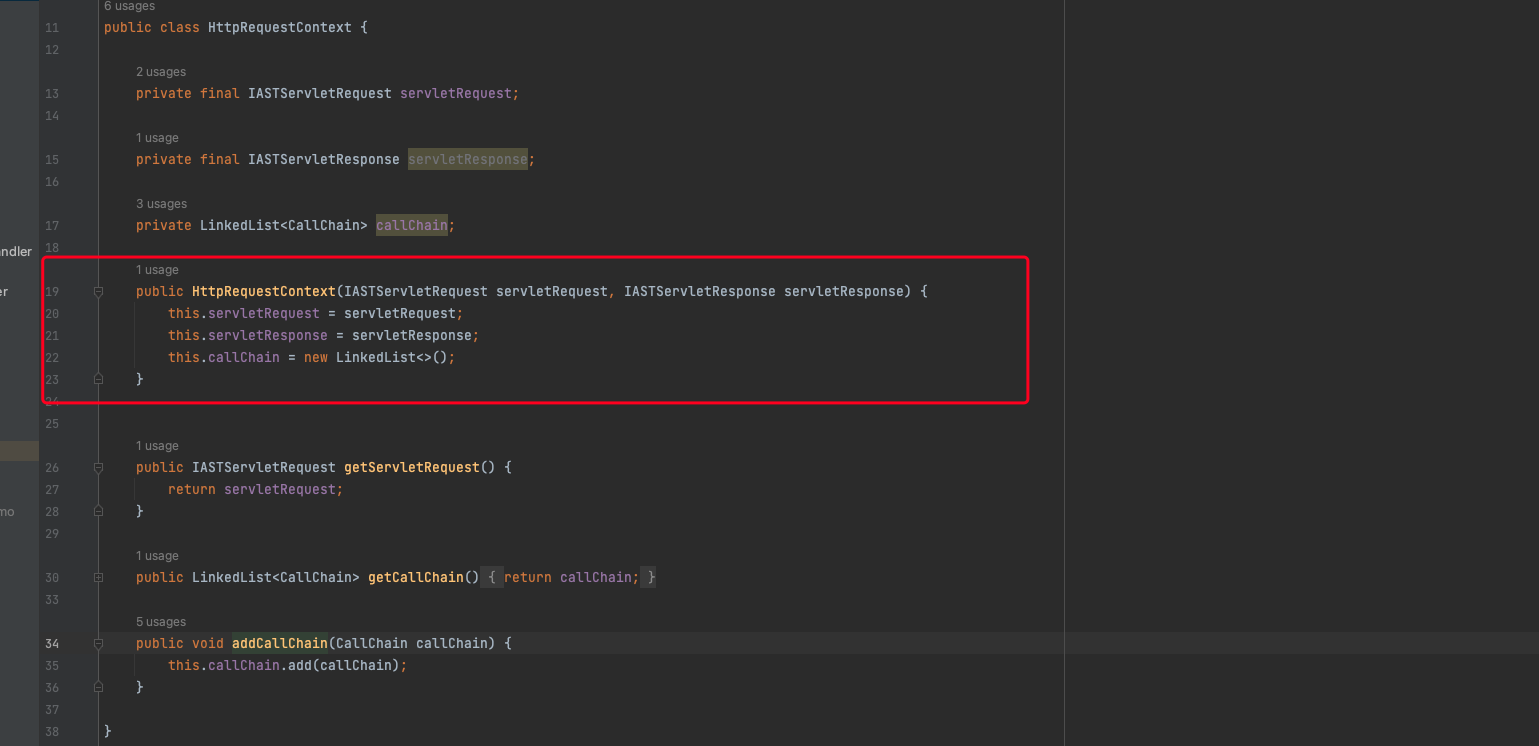 6 usages
11 public class HttpRequestContext {
12
2 usages
13 private final IASTServletRequest servletRequest;
14
1 usage
15 private final IASTServletResponse servletResponse;
16
3 usages
17 private LinkedList<CallChain> callChain;
ndler 18
1 usage
er 19 public HttpRequestContext(IASTServletRequest servletRequest, IASTServletResponse servletResponse) {
20 this.servletRequest = servletRequest;
21 this.servletResponse = servletResponse;
22 this.callChain = new LinkedList<>();
23 }
24
25
1 usage
26 public IASTServletRequest getServletRequest() {
27 return servletRequest;
mo 28 }
29
1 usage
30 public LinkedList<CallChain> getCallChain() { return callChain; }
33
5 usages
34 public void addCallChain(CallChain callChain) {
35 this.callChain.add(callChain);
36 }
37
38 }